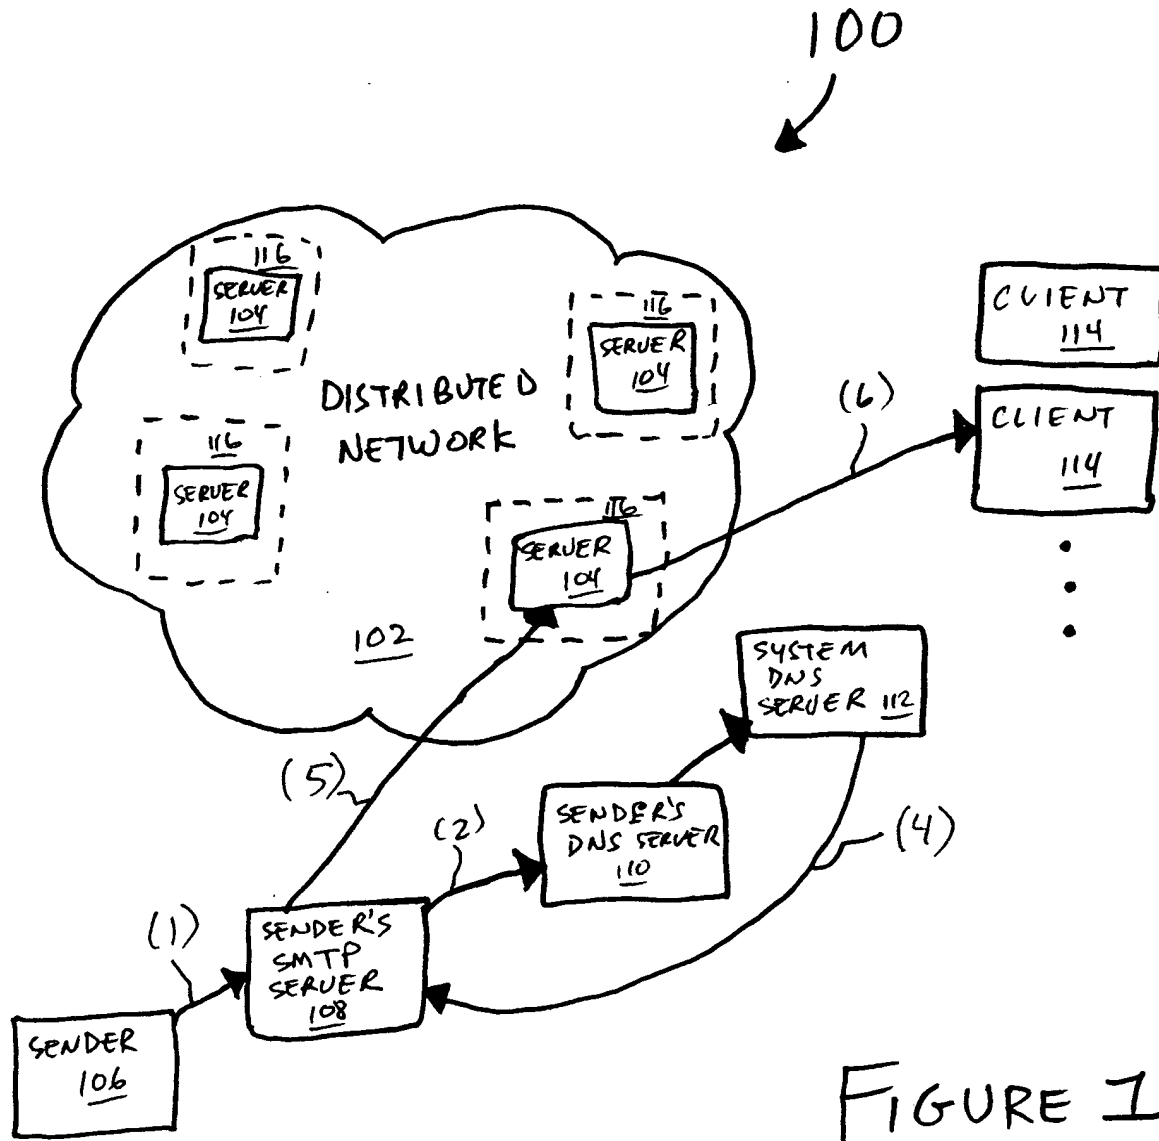 100
116
SERVER
104
116
SERVER
104
DISTRIBUTED
NETWORK
116
SERVER
104
116
SERVER
104
102
CLIENT
114
CLIENT
114
(6)
SYSTEM
DNS
SERVER 112
(5)
(2)
SENDER'S
DNS SERVER
110
(4)
(1)
SENDER'S
SMTP
SERVER
108
SENDER
106
FIGURE 1